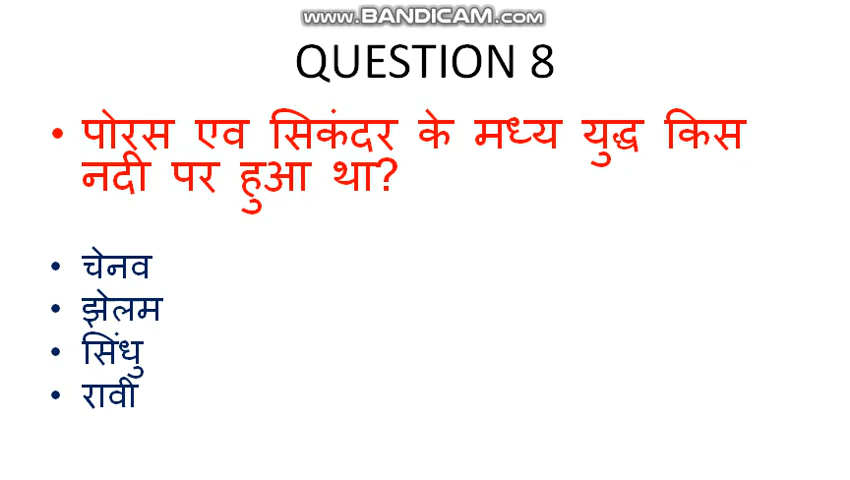 www.BANDICAM.com
QUESTION 8
• पोरस एव सिकंदर के मध्य युद्ध किस
नदी पर हुआ था?
• चेनव
• झेलम
• सिंधु
• रावी